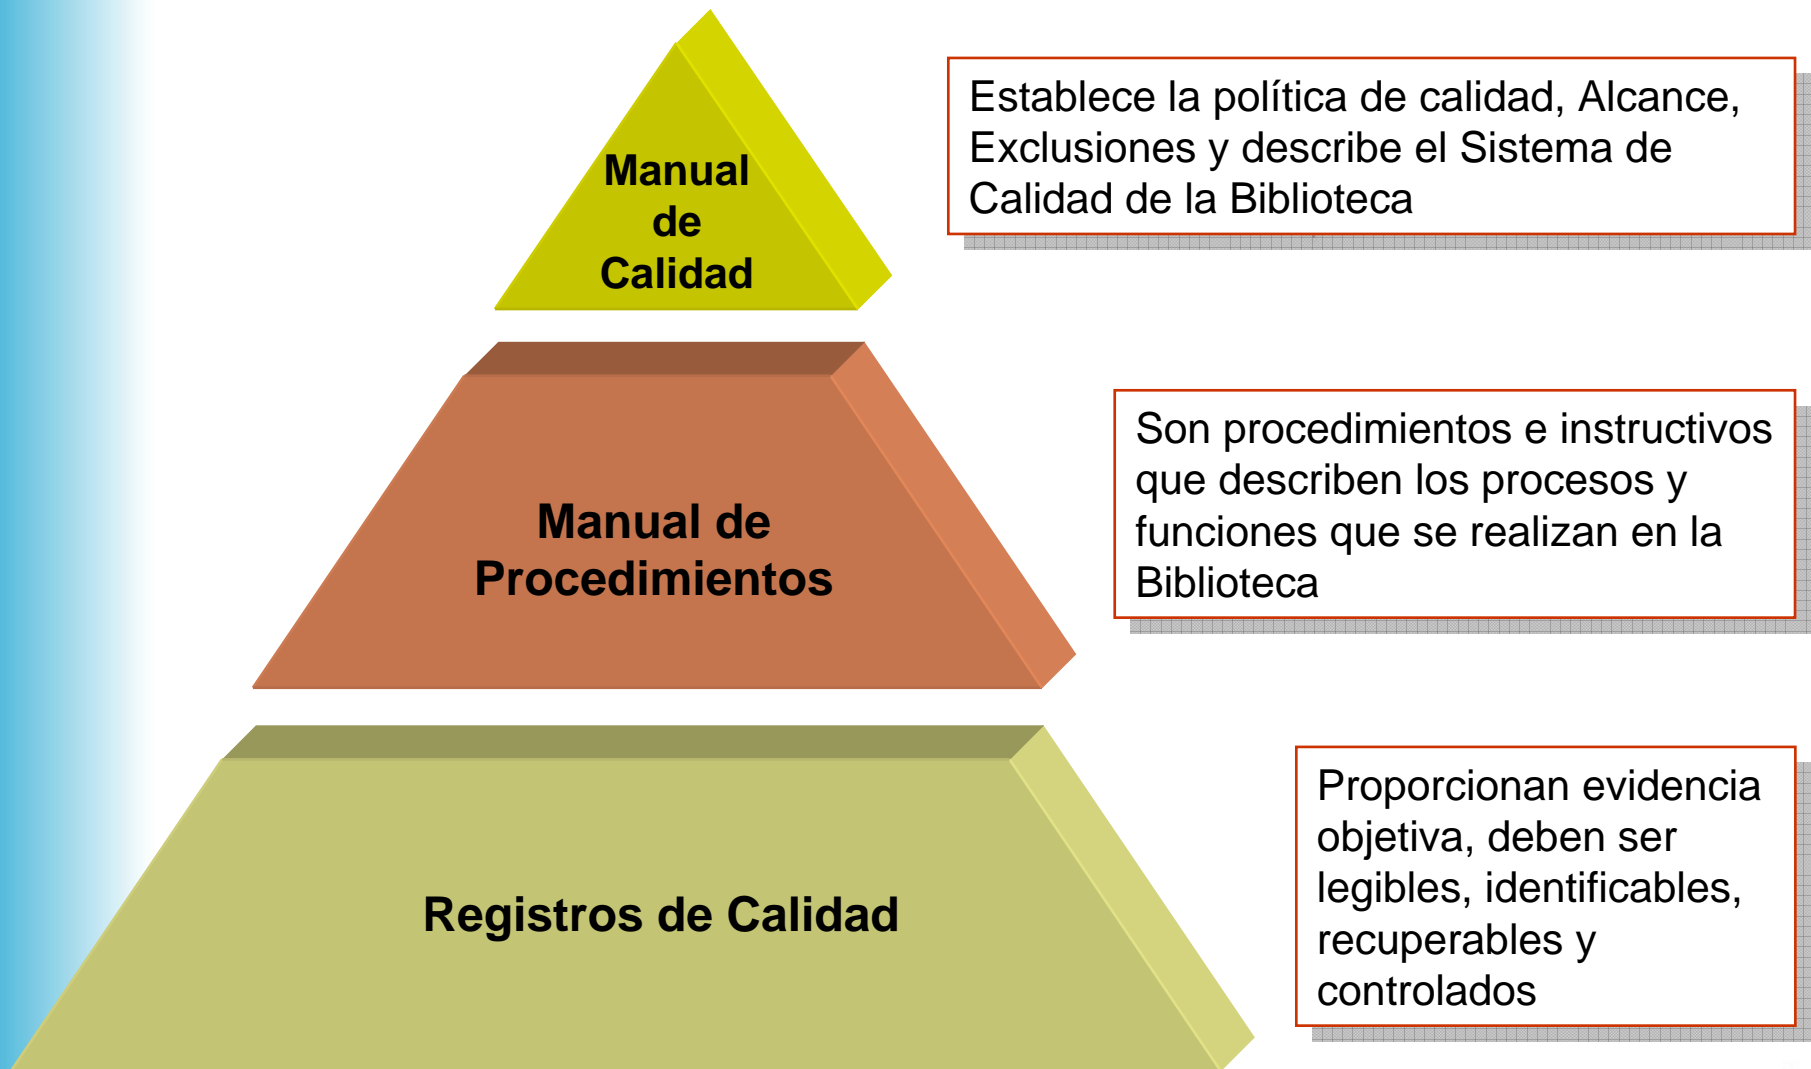 Manual
de
Calidad
Establece la política de calidad, Alcance,
Exclusiones y describe el Sistema de
Calidad de la Biblioteca
Manual de
Procedimientos
Son procedimientos e instructivos
que describen los procesos y
funciones que se realizan en la
Biblioteca
Registros de Calidad
Proporcionan evidencia
objetiva, deben ser
legibles, identificables,
recuperables y
controlados